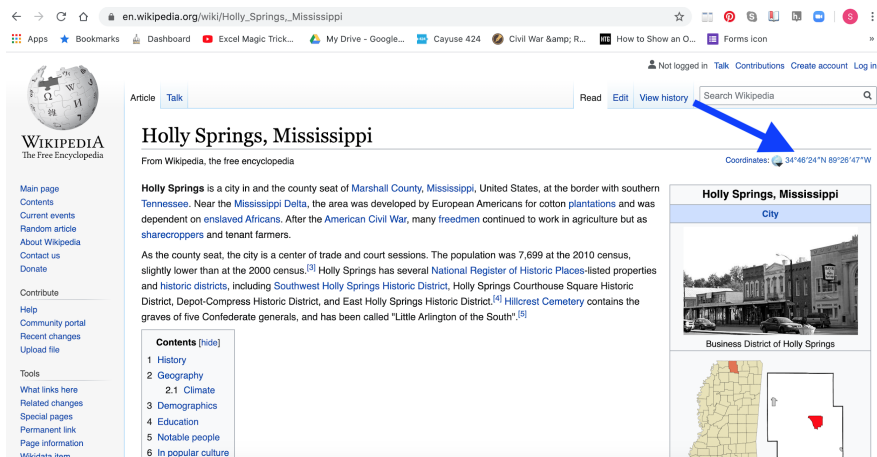 en.wikipedia.org/wiki/Holly_Springs,_Mississippi
S
Apps Bookmarks Dashboard Excel Magic Trick... My Drive - Google... Cayuse 424 Civil War &amp; R... HTE How to Show an O... Forms icon »
Not logged in Talk Contributions Create account Log in
Article Talk Read Edit View history Search Wikipedia
WIKIPEDIA
The Free Encyclopedia
Main page
Contents
Current events
Random article
About Wikipedia
Contact us
Donate
Contribute
Help
Community portal
Recent changes
Upload file
Tools
What links here
Related changes
Special pages
Permanent link
Page information
Wikidata item
Holly Springs, Mississippi
From Wikipedia, the free encyclopedia
Coordinates: 34°46′24″N 89°26′47″W
Holly Springs is a city in and the county seat of Marshall County, Mississippi, United States, at the border with southern
Tennessee. Near the Mississippi Delta, the area was developed by European Americans for cotton plantations and was
dependent on enslaved Africans. After the American Civil War, many freedmen continued to work in agriculture but as
sharecroppers and tenant farmers.
As the county seat, the city is a center of trade and court sessions. The population was 7,699 at the 2010 census,
slightly lower than at the 2000 census.[3] Holly Springs has several National Register of Historic Places-listed properties
and historic districts, including Southwest Holly Springs Historic District, Holly Springs Courthouse Square Historic
District, Depot-Compress Historic District, and East Holly Springs Historic District.[4] Hillcrest Cemetery contains the
graves of five Confederate generals, and has been called "Little Arlington of the South".[5]
Contents [hide]
1 History
2 Geography
2.1 Climate
3 Demographics
4 Education
5 Notable people
6 In popular culture
Holly Springs, Mississippi
City
Business District of Holly Springs